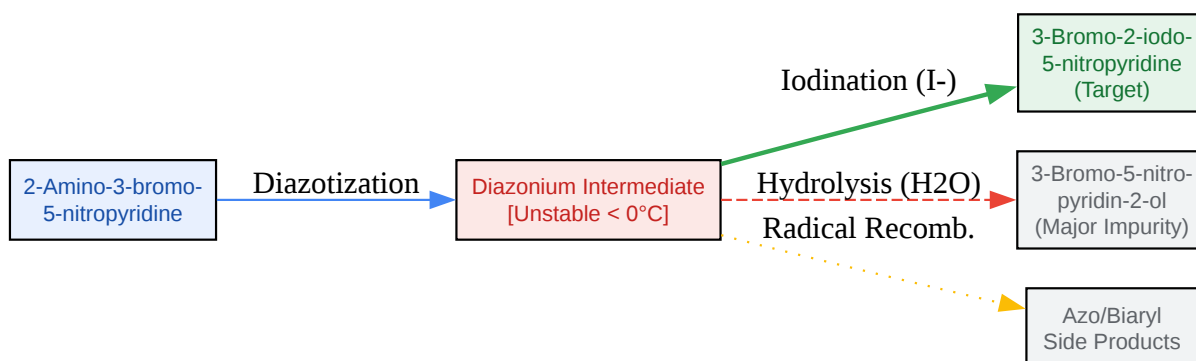 2-Amino-3-bromo-
5-nitropyridine
Diazotization
Diazonium Intermediate
[Unstable < 0°C]
Iodination (I-)
Hydrolysis (H2O)
Radical Recomb.
3-Bromo-2-iodo-
5-nitropyridine
(Target)
3-Bromo-5-nitro-
pyridin-2-ol
(Major Impurity)
Azo/Biaryl
Side Products